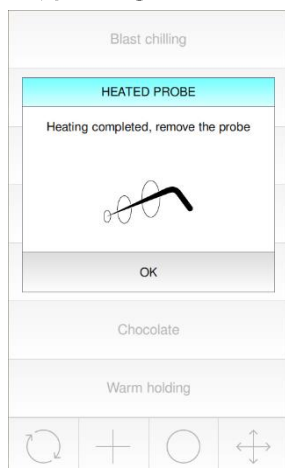 Blast chilling
HEATED PROBE
Heating completed, remove the probe
OK
Chocolate
Warm holding